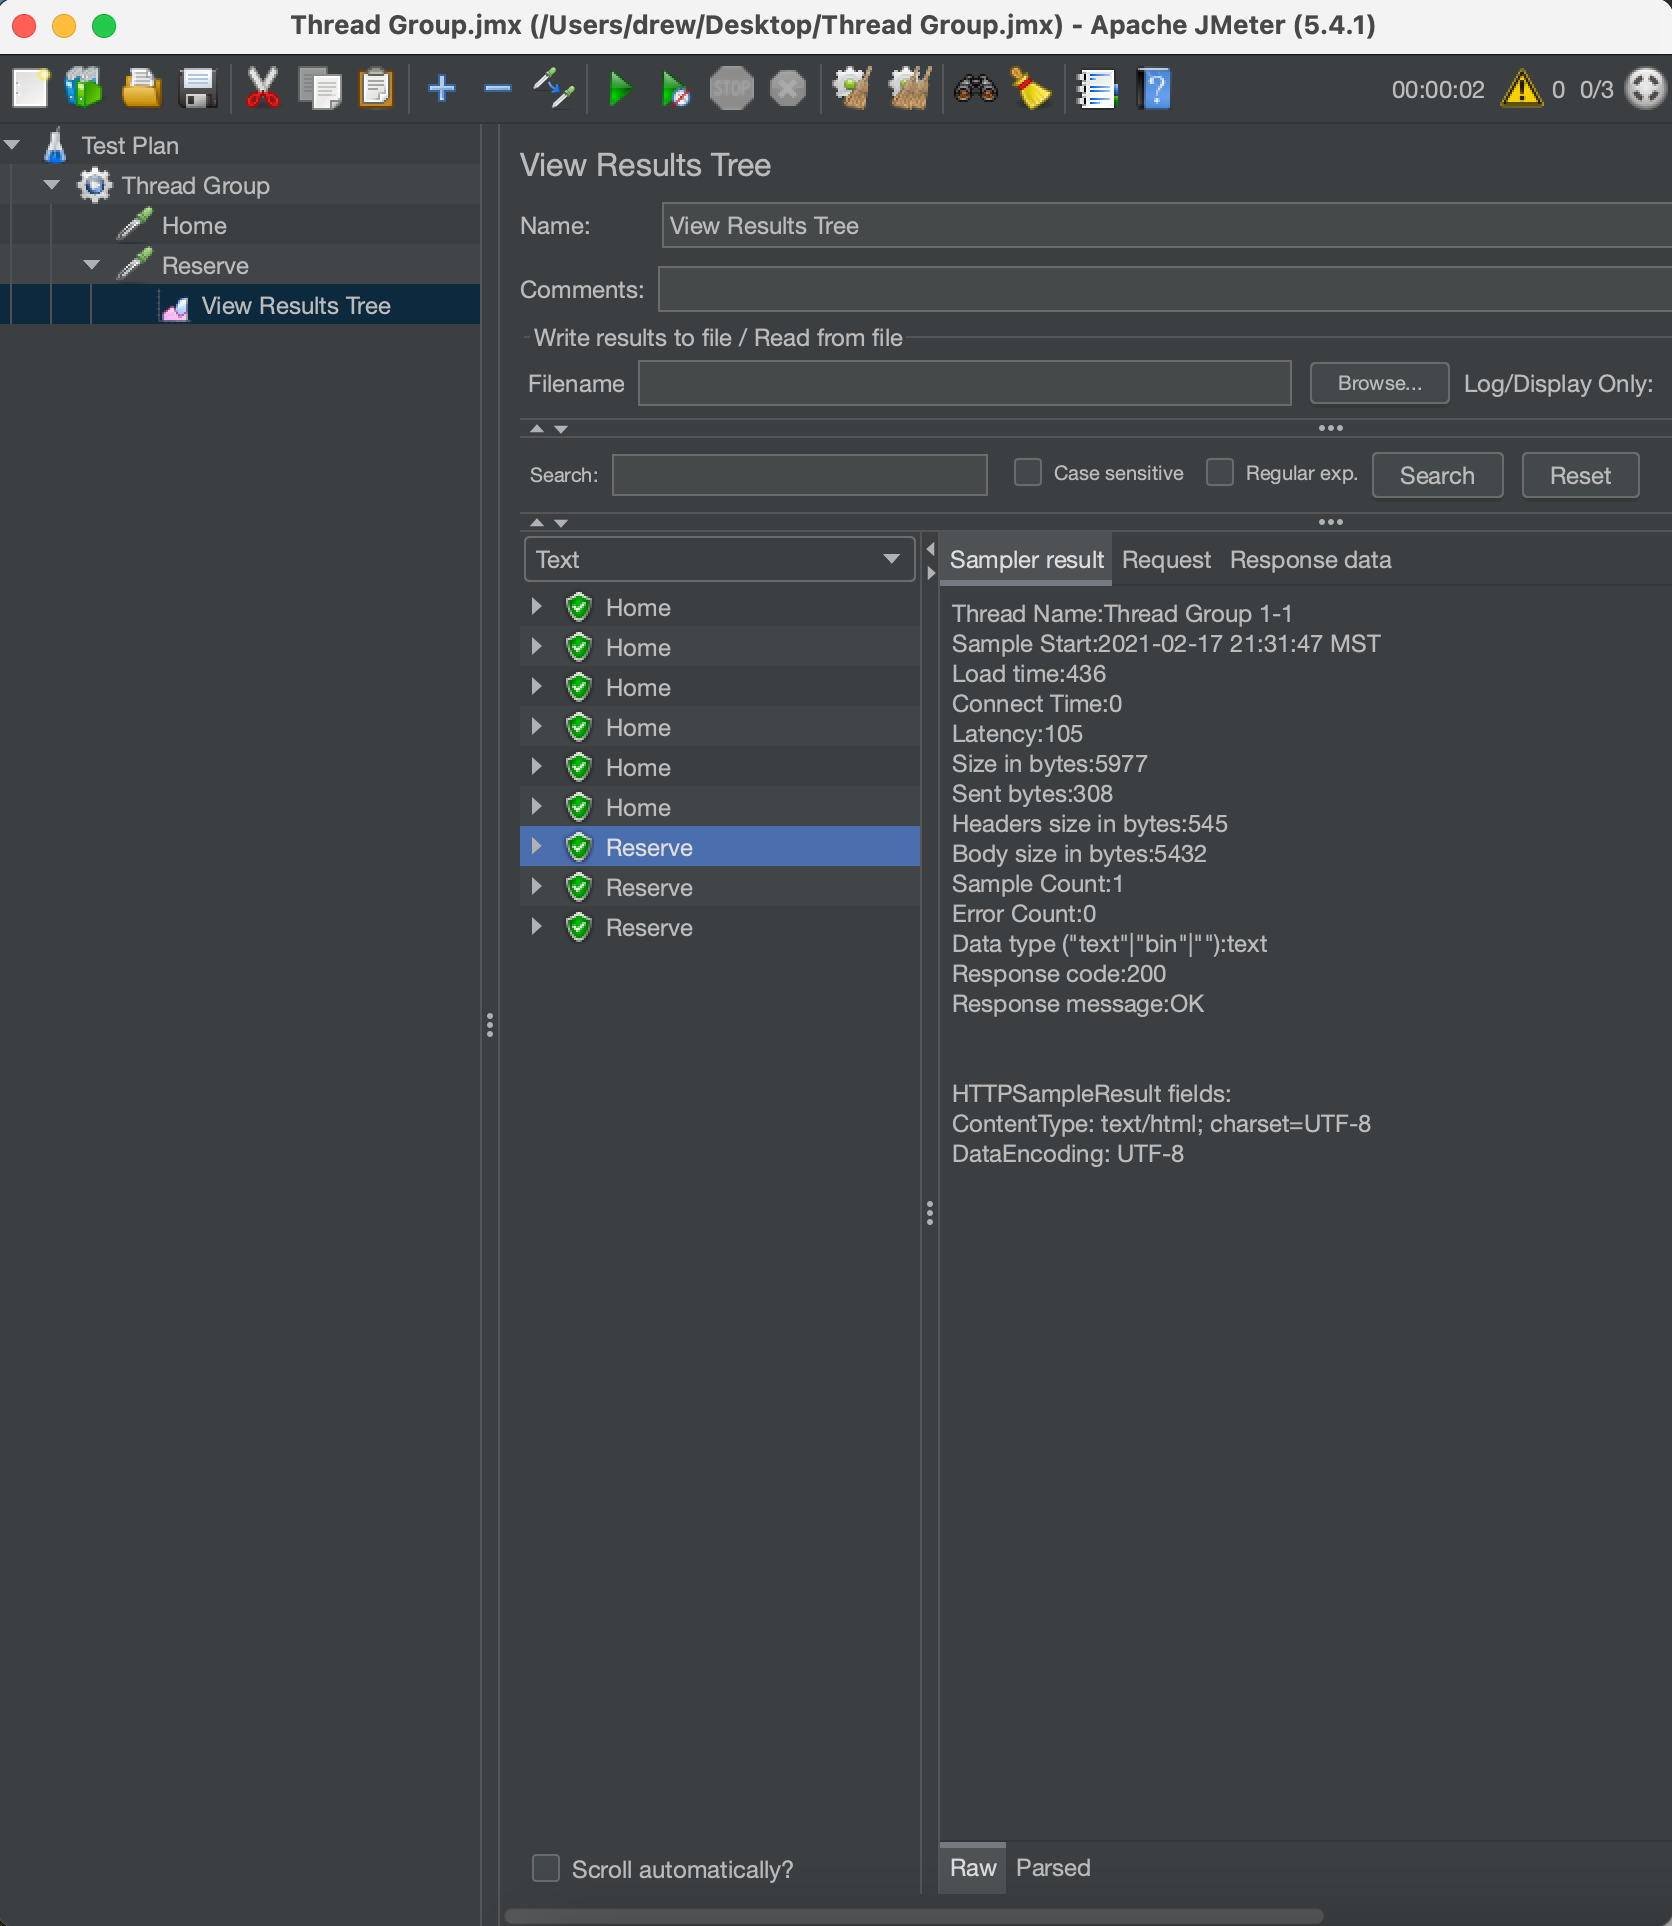 Thread Group.jmx (/Users/drew/Desktop/Thread Group.jmx) - Apache JMeter (5.4.1)
STOP
00:00:02 0 0/3
Test Plan
Thread Group
Home
Reserve
View Results Tree
View Results Tree
Name: View Results Tree
Comments:
Write results to file / Read from file
Filename Browse... Log/Display Only:
Search: Case sensitive Regular exp. Search Reset
Text
Home
Home
Home
Home
Home
Home
Reserve
Reserve
Reserve
Scroll automatically?
Sampler result Request Response data
Thread Name:Thread Group 1-1
Sample Start:2021-02-17 21:31:47 MST
Load time:436
Connect Time:0
Latency:105
Size in bytes:5977
Sent bytes:308
Headers size in bytes:545
Body size in bytes:5432
Sample Count:1
Error Count:0
Data type ("text"|"bin"|""):text
Response code:200
Response message:OK
HTTPSampleResult fields:
ContentType: text/html; charset=UTF-8
DataEncoding: UTF-8
Raw Parsed